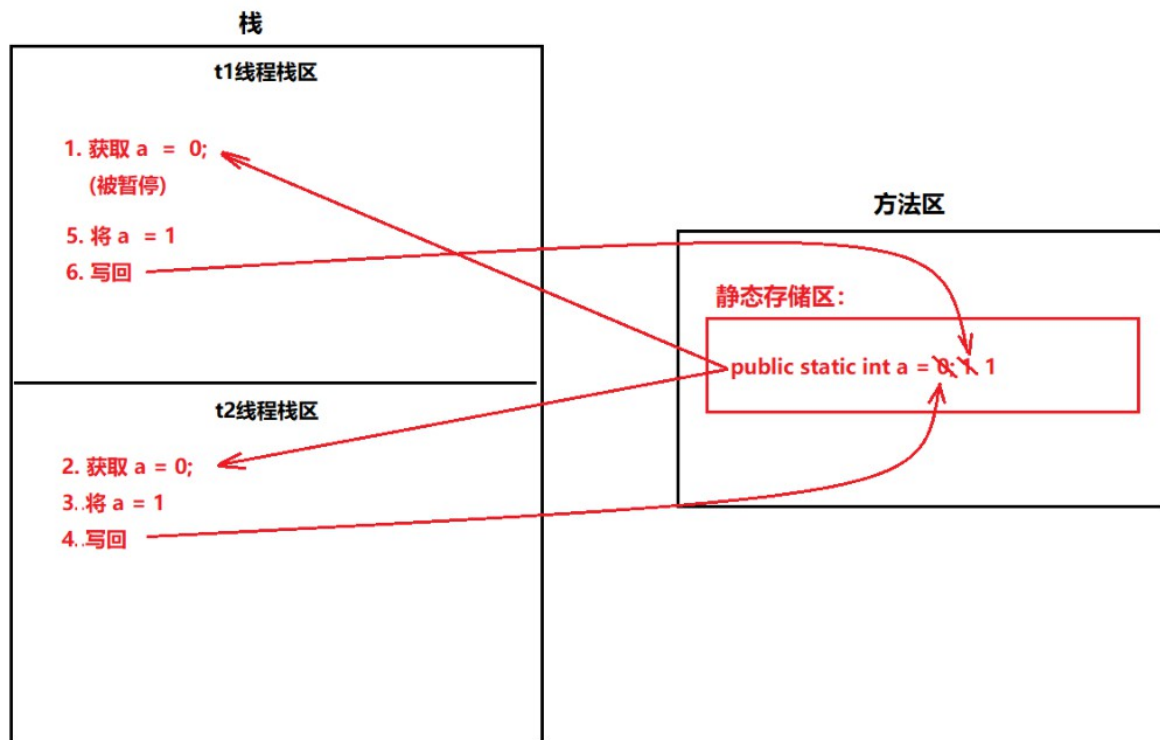 栈
t1线程栈区
1. 获取 a = 0;
(被暂停)
5. 将 a = 1
6. 写回
t2线程栈区
2. 获取 a = 0;
3. .将 a = 1
4. .写回
方法区
静态存储区：
public static int a = 0; 1 1